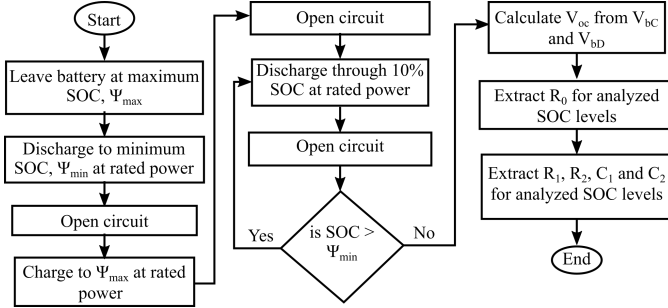 Start
Leave battery at maximum
SOC, Ψmax
Discharge to minimum
SOC, Ψmin at rated power
Open circuit
Charge to Ψmax at rated
power
Open circuit
Discharge through 10%
SOC at rated power
Open circuit
is SOC >
Ψmin
Yes
No
Calculate Voc from VbC
and VbD
Extract R0 for analyzed
SOC levels
Extract R1, R2, C1 and C2
for analyzed SOC levels
End